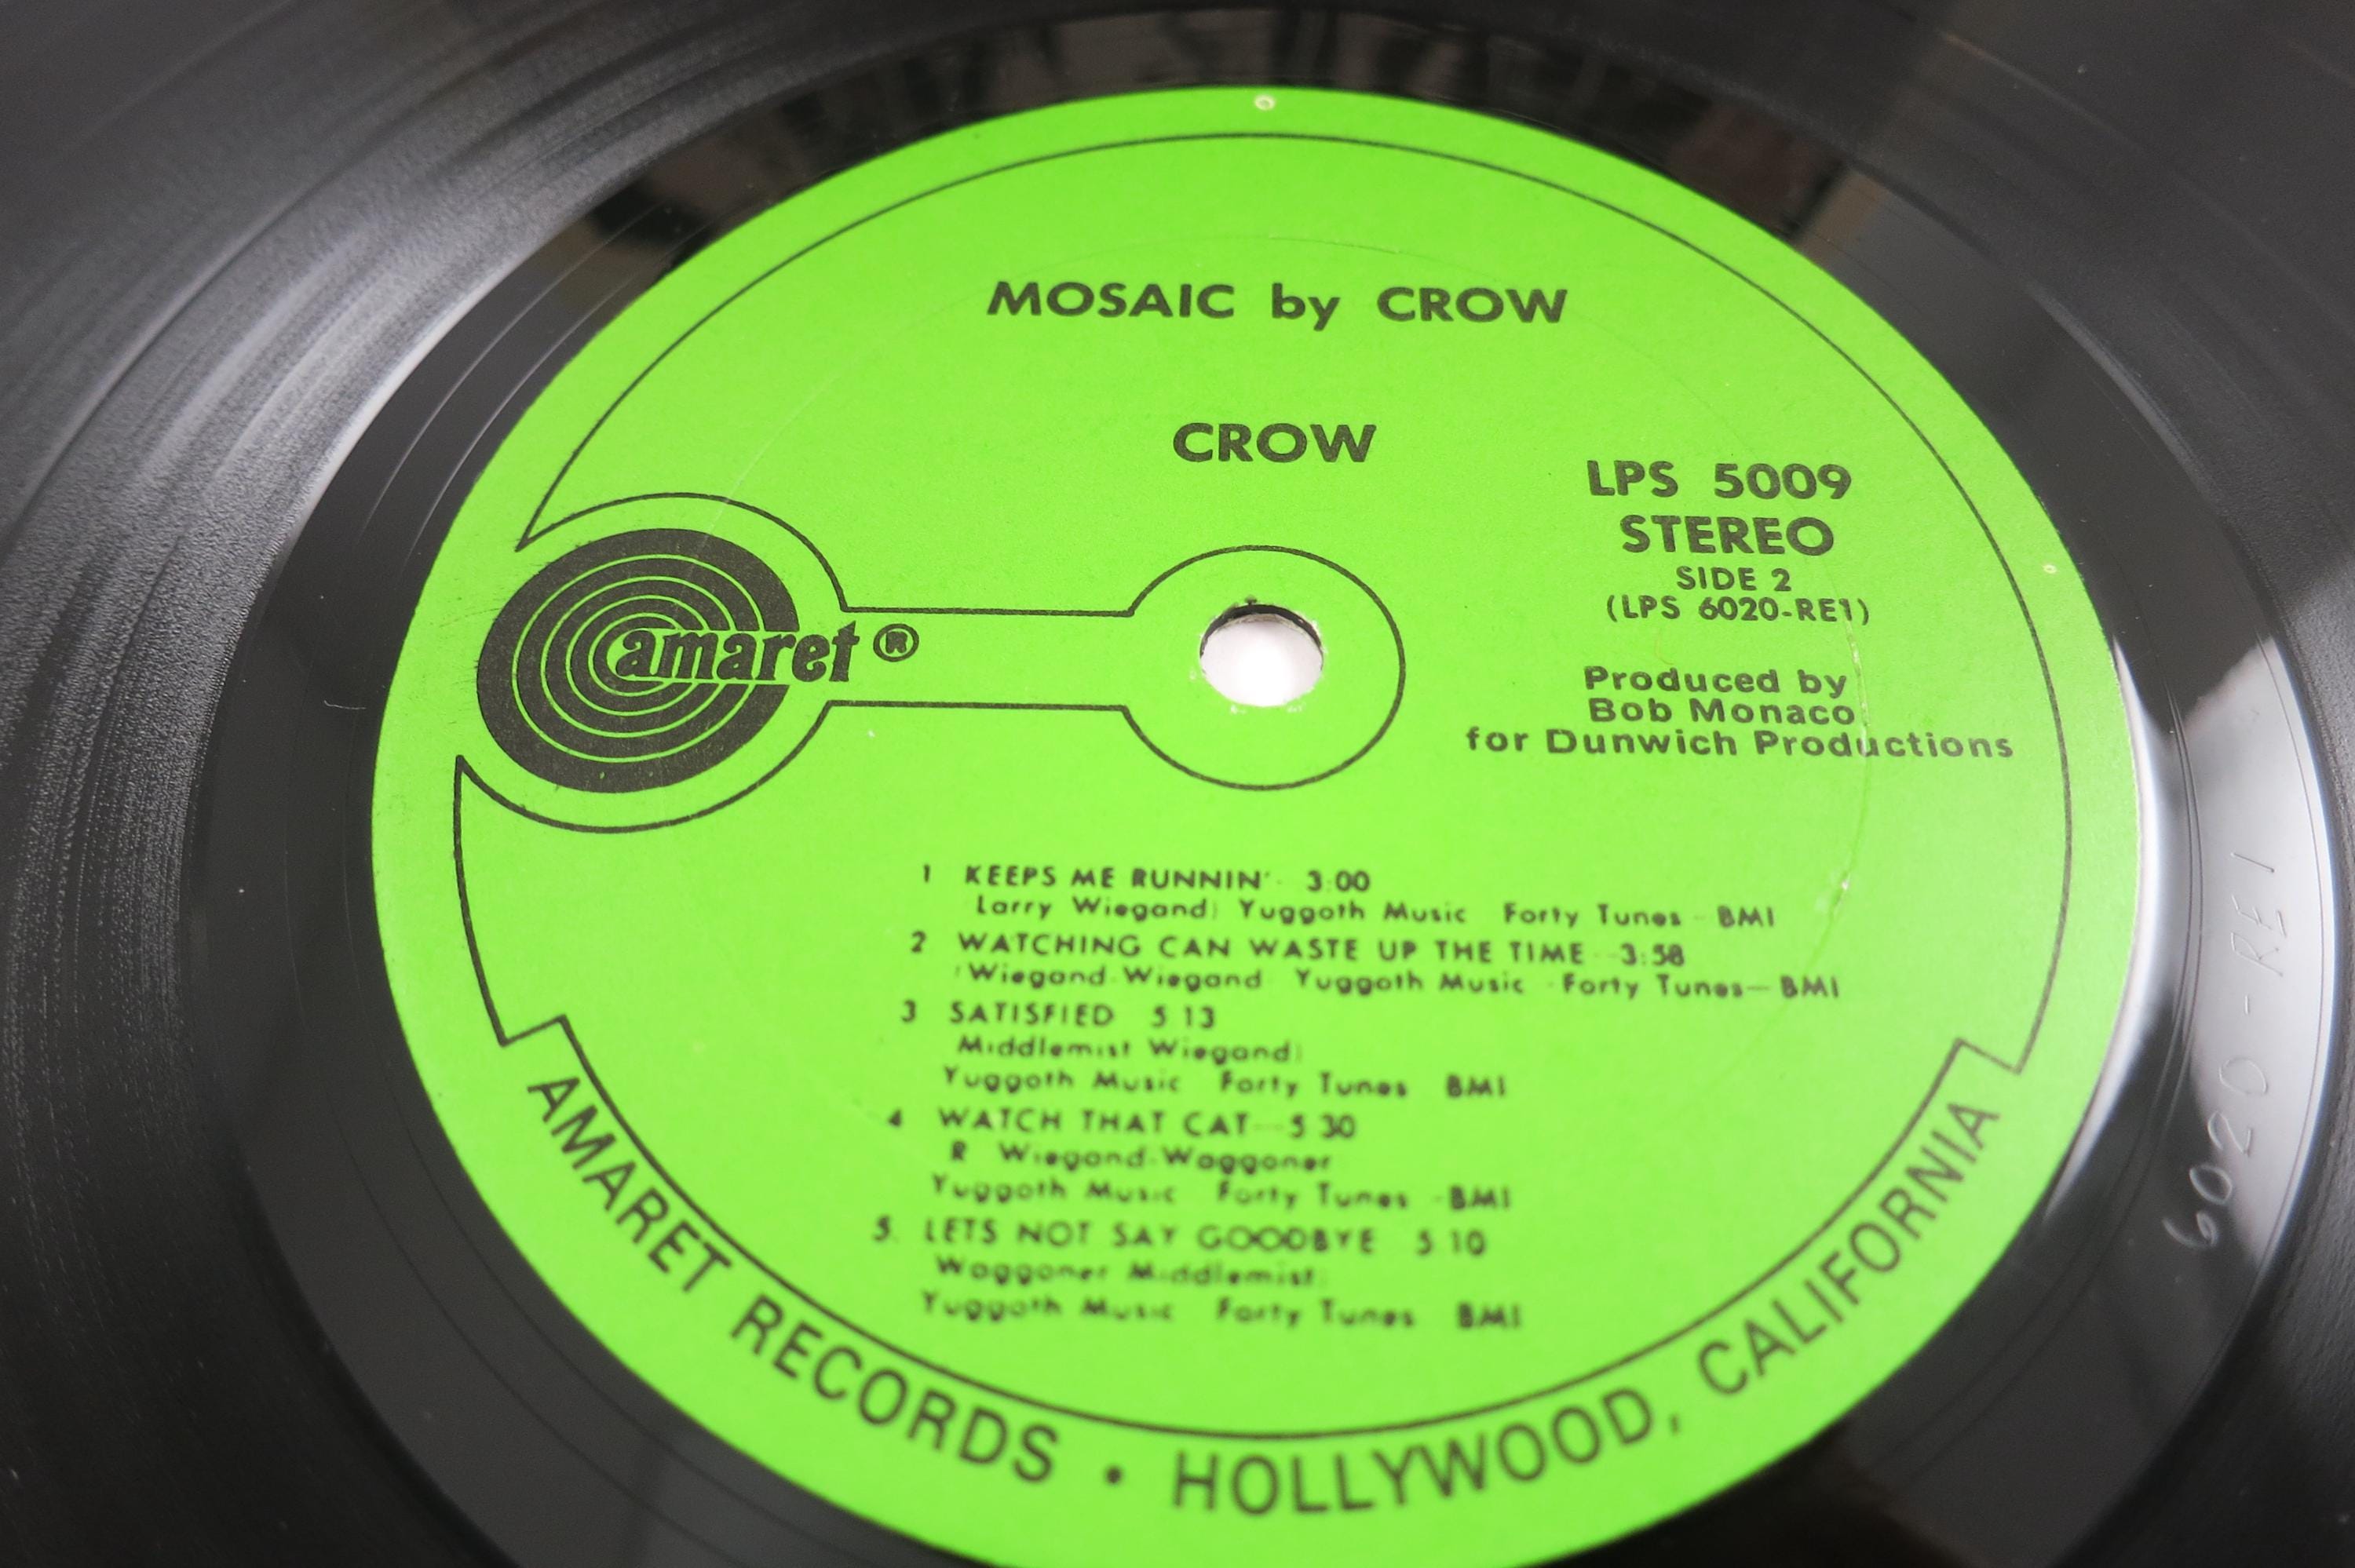 MOSAIC by CROW
CROW
LPS 5009
STEREO
SIDE 2
(LPS 6020-RE1)
amaret ®
Produced by
Bob Monaco
for Dunwich Productions
1 KEEPS ME RUNNIN' 3:00
Larry Wiegand) Yuggoth Music Forty Tunes - BMI
2 WATCHING CAN WASTE UP THE TIME 3:58
(Wiegand-Wiegand Yuggoth Music - Forty Tunes—BMI
3 SATISFIED 5 13
Middlemist Wiegand)
Yuggoth Music Forty Tunes BMI
4 WATCH THAT CAT—5 30
R Wiegand-Waggoner
Yuggoth Music Forty Tunes -BMI
5. LETS NOT SAY GOODBYE 5 10
Waggoner Middlemist)
Yuggoth Music Forty Tunes BMI
AMARET RECORDS • HOLLYWOOD, CALIFORNIA
6020-RE1